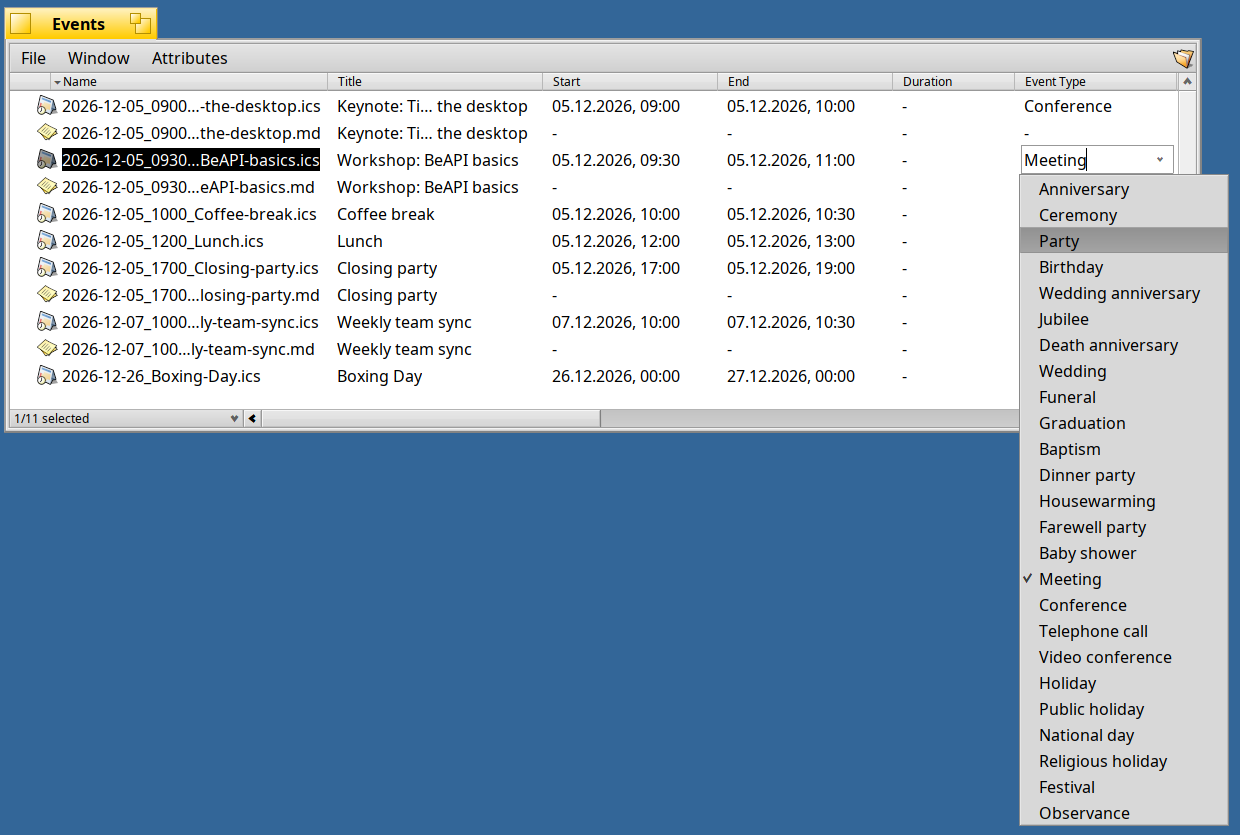 Events
File Window Attributes
Name Title Start End Duration Event Type
2026-12-05_0900...-the-desktop.ics Keynote: Ti... the desktop 05.12.2026, 09:00 05.12.2026, 10:00 - Conference
2026-12-05_0900...the-desktop.md Keynote: Ti... the desktop - - - -
2026-12-05_0930...BeAPI-basics.ics Workshop: BeAPI basics 05.12.2026, 09:30 05.12.2026, 11:00 - Meeting
2026-12-05_0930...eAPI-basics.md Workshop: BeAPI basics - - -
2026-12-05_1000_Coffee-break.ics Coffee break 05.12.2026, 10:00 05.12.2026, 10:30 -
2026-12-05_1200_Lunch.ics Lunch 05.12.2026, 12:00 05.12.2026, 13:00 -
2026-12-05_1700_Closing-party.ics Closing party 05.12.2026, 17:00 05.12.2026, 19:00 -
2026-12-05_1700...losing-party.md Closing party - - -
2026-12-07_1000...ly-team-sync.ics Weekly team sync 07.12.2026, 10:00 07.12.2026, 10:30 -
2026-12-07_100...ly-team-sync.md Weekly team sync - - -
2026-12-26_Boxing-Day.ics Boxing Day 26.12.2026, 00:00 27.12.2026, 00:00 -
1/11 selected
Anniversary
Ceremony
Party
Birthday
Wedding anniversary
Jubilee
Death anniversary
Wedding
Funeral
Graduation
Baptism
Dinner party
Housewarming
Farewell party
Baby shower
Meeting
Conference
Telephone call
Video conference
Holiday
Public holiday
National day
Religious holiday
Festival
Observance